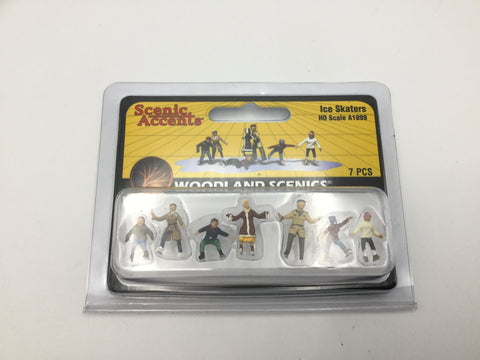 Scenic
Accents®
Ice Skaters
HO Scale A1899
7 PCS
WOODLAND SCENICS®